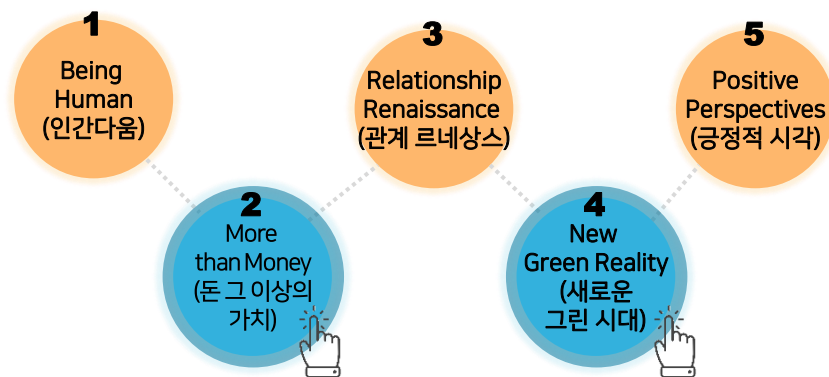 1
Being
Human
(인간다움)
2
More
than Money
(돈 그 이상의
가치)
3
Relationship
Renaissance
(관계 르네상스)
4
New
Green Reality
(새로운
그린 시대)
5
Positive
Perspectives
(긍정적 시각)